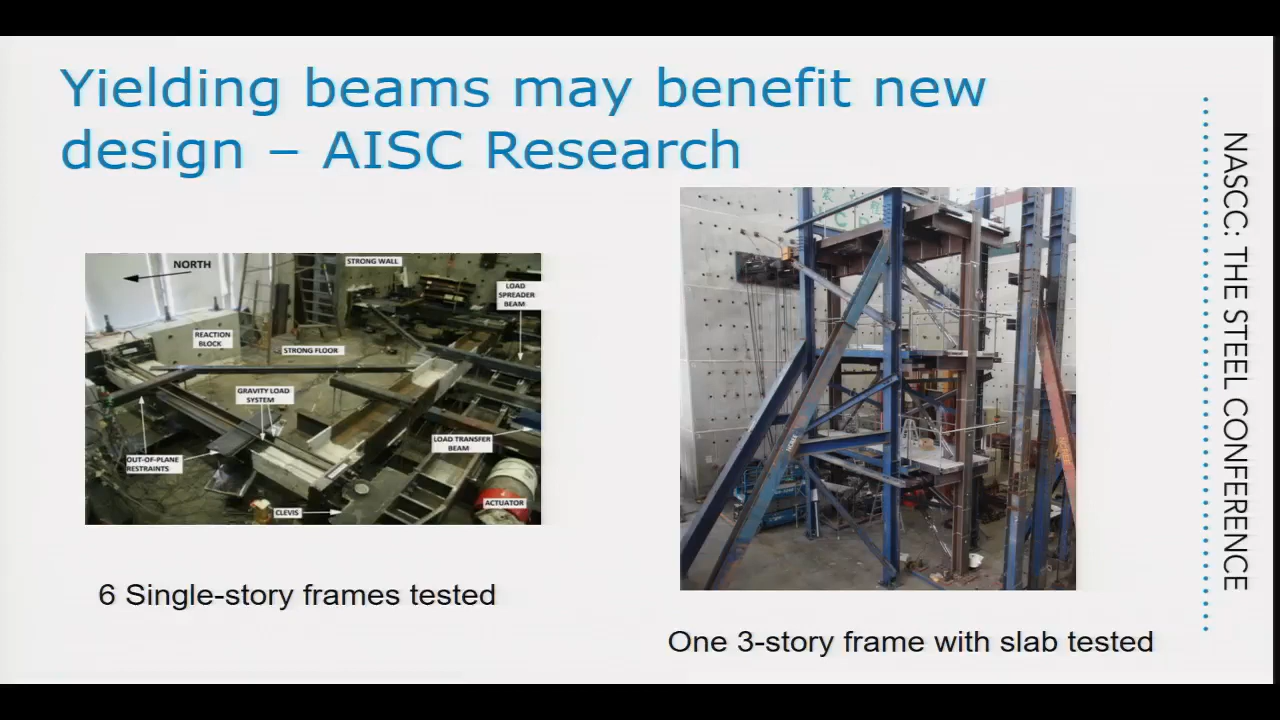 Yielding beams may benefit new
design – AISC Research
NORTH
STRONG WALL
LOAD
SPREADER
BEAM
REACTION
BLOCK
STRONG FLOOR
GRAVITY LOAD
SYSTEM
LOAD TRANSFER
BEAM
OUT-OF-PLANE
RESTRAINTS
ACTUATOR
CLEVIS
6 Single-story frames tested
One 3-story frame with slab tested
NASCC: THE STEEL CONFERENCE